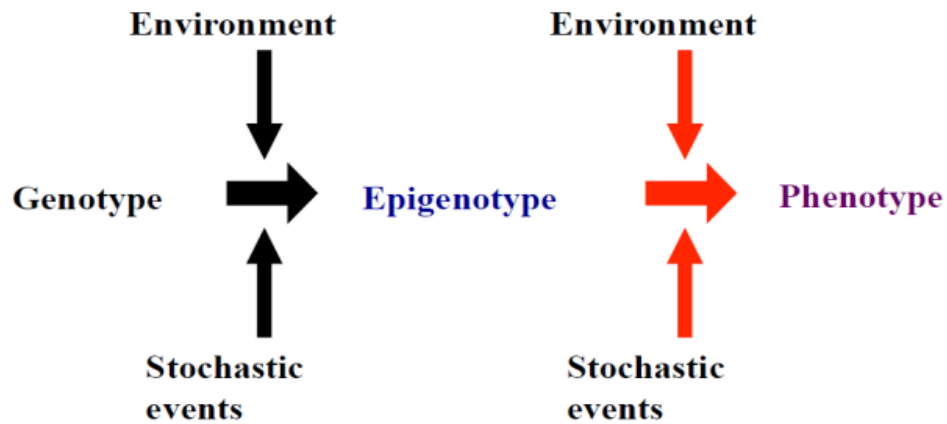 Environment
Environment
Genotype
Epigenotype
Phenotype
Stochastic
events
Stochastic
events